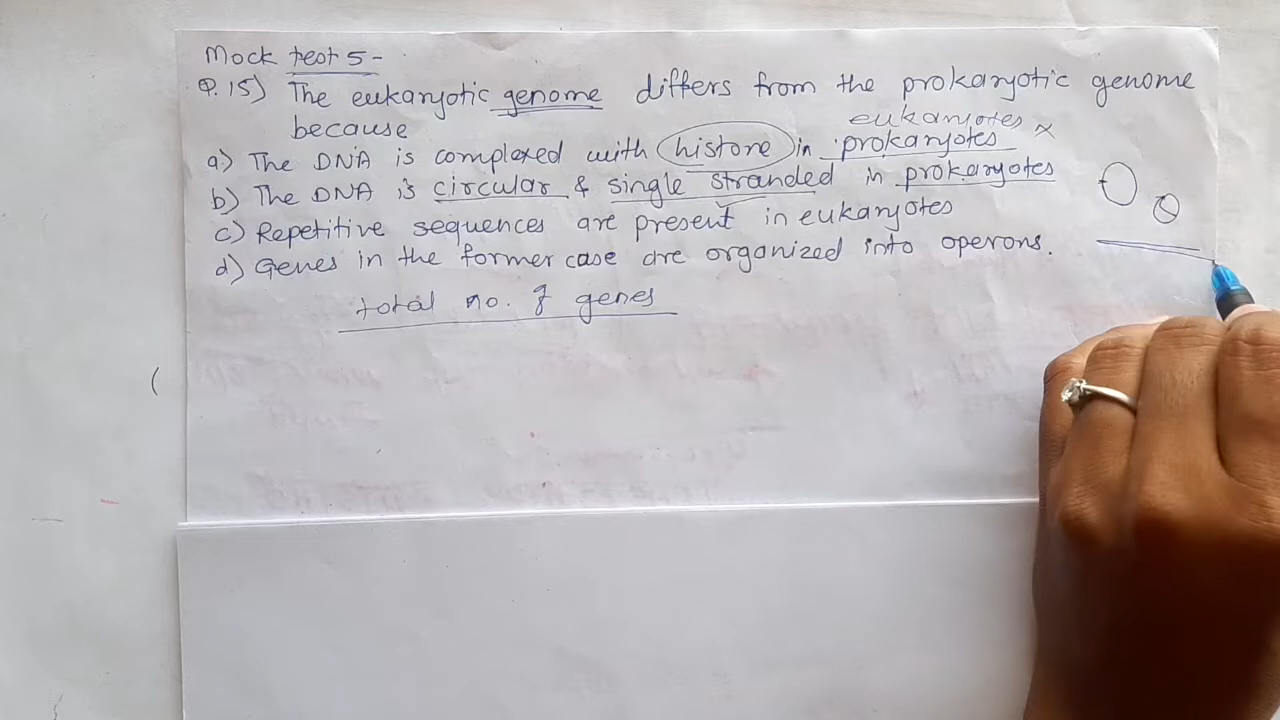 Mock test 5-
Q.15) The eukaryotic genome differs from the prokaryotic genome
because
eukaryotes x
a) The DNA is complexed with histone in prokaryotes
b) The DNA is circular & single stranded in prokaryotes
c) Repetitive sequences are present in eukaryotes
d) Genes in the former case are organized into operons.
total no. of genes